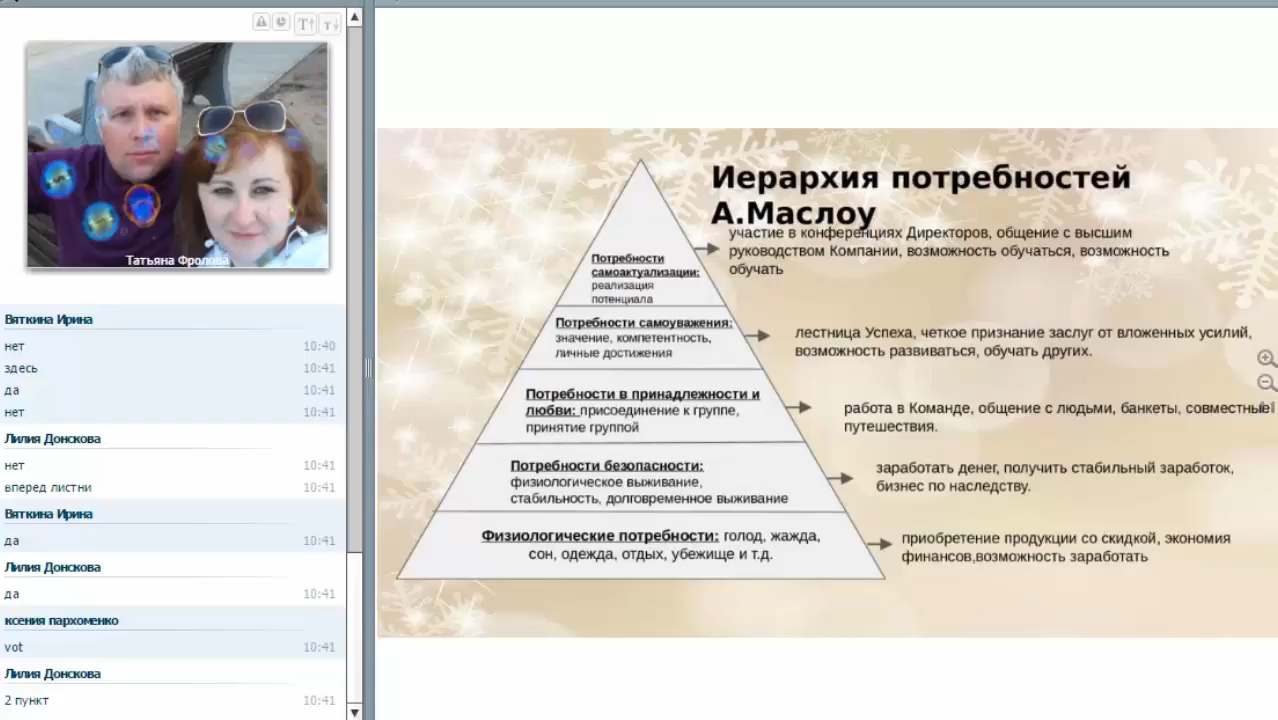 Татьяна Фролова
Вяткина Ирина
нет 10:40
здесь 10:41
да 10:41
нет 10:41
Лилия Донскова
нет 10:41
вперед листни 10:41
Вяткина Ирина
да 10:41
Лилия Донскова
да 10:41
ксения пархоменко
vot 10:41
Лилия Донскова
2 пункт 10:41
Иерархия потребностей
А.Маслоу
участие в конференциях Директоров, общение с высшим
руководством Компании, возможность обучаться, возможность
обучать
Потребности
самоактуализации:
реализация
потенциала
Потребности самоуважения:
значение, компетентность,
личные достижения
лестница Успеха, четкое признание заслуг от вложенных усилий,
возможность развиваться, обучать других.
Потребности в принадлежности и
любви: присоединение к группе,
принятие группой
работа в Команде, общение с людьми, банкеты, совместные
путешествия.
Потребности безопасности:
физиологическое выживание,
стабильность, долговременное выживание
заработать денег, получить стабильный заработок,
бизнес по наследству.
Физиологические потребности: голод, жажда,
сон, одежда, отдых, убежище и т.д.
приобретение продукции со скидкой, экономия
финансов,возможность заработать